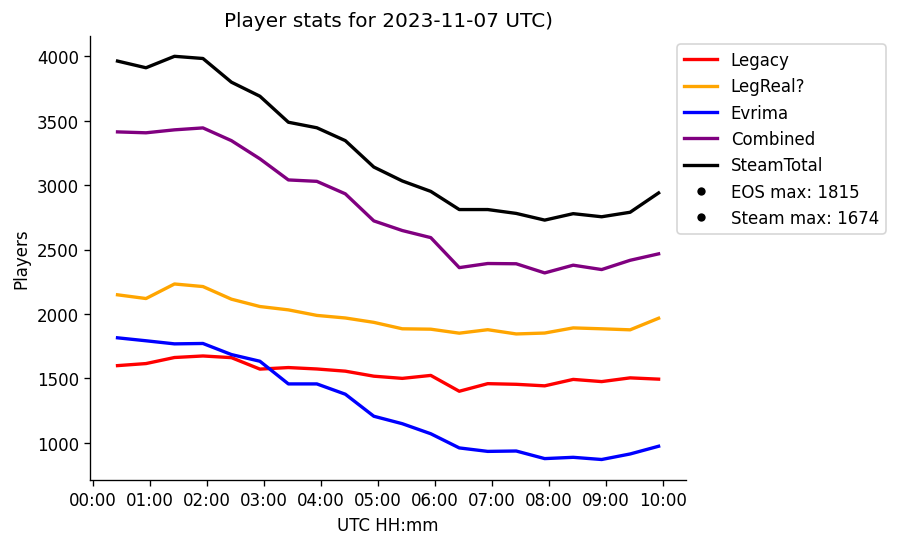 Player stats for 2023-11-07 UTC)
4000
3500
3000
2500
2000
1500
1000
Players
00:00 01:00 02:00 03:00 04:00 05:00 06:00 07:00 08:00 09:00 10:00
UTC HH:mm
Legacy
LegReal?
Evrima
Combined
SteamTotal
EOS max: 1815
Steam max: 1674